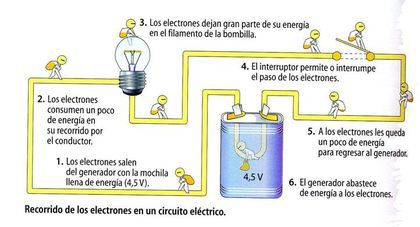 3. Los electrones dejan gran parte de su energía
en el filamento de la bombilla.
4. El interruptor permite o interrumpe
el paso de los electrones.
2. Los electrones
consumen un poco
de energía en
su recorrido por
el conductor.
1. Los electrones salen
del generador con la mochila
llena de energía (4,5 V).
4,5 V
5. A los electrones les queda
un poco de energía
para regresar al generador.
6. El generador abastece
de energía a los electrones.
Recorrido de los electrones en un circuito eléctrico.